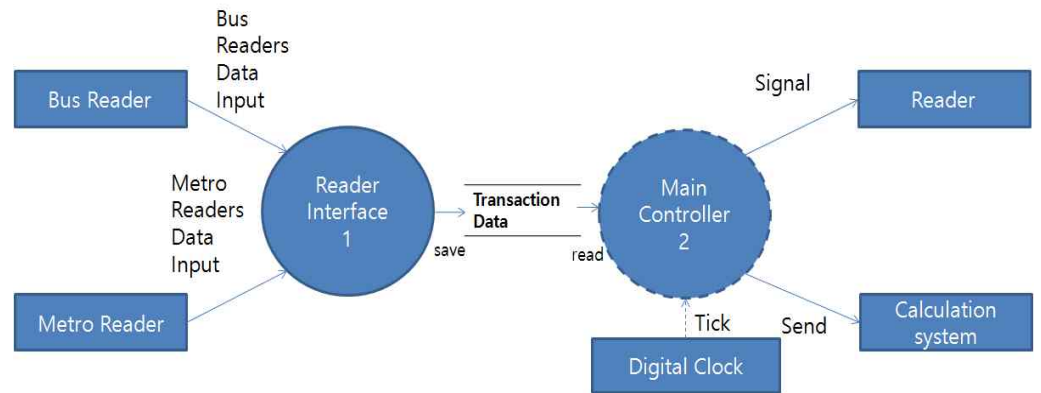 Bus
Readers
Data
Input
Bus Reader
Metro
Readers
Data
Input
Metro Reader
Reader
Interface
1
save
Transaction
Data
read
Main
Controller
2
Signal
Reader
Tick
Digital Clock
Send
Calculation
system